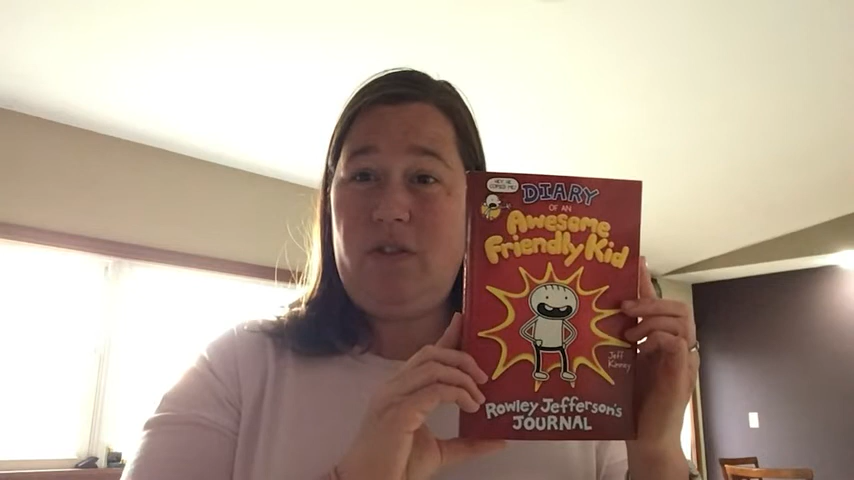 DIARY
OF AN
Awesome
Friendly Kid
Jeff
Kinney
Rowley Jefferson's
JOURNAL